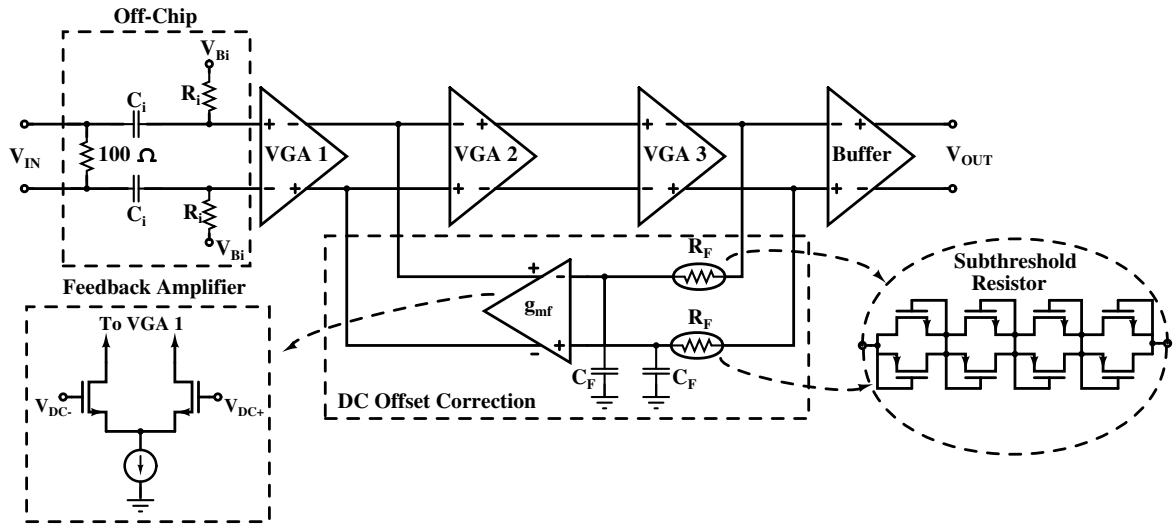 Off-Chip
V_Bi
C_i
R_i
V_IN
100 Ω
C_i
R_i
V_Bi
+ − VGA 1 − +
− + VGA 2 + −
+ − VGA 3 − +
− + Buffer + −
V_OUT
R_F
+ − g_mf + −
R_F
C_F
C_F
DC Offset Correction
Subthreshold
Resistor
Feedback Amplifier
To VGA 1
V_DC-
V_DC+